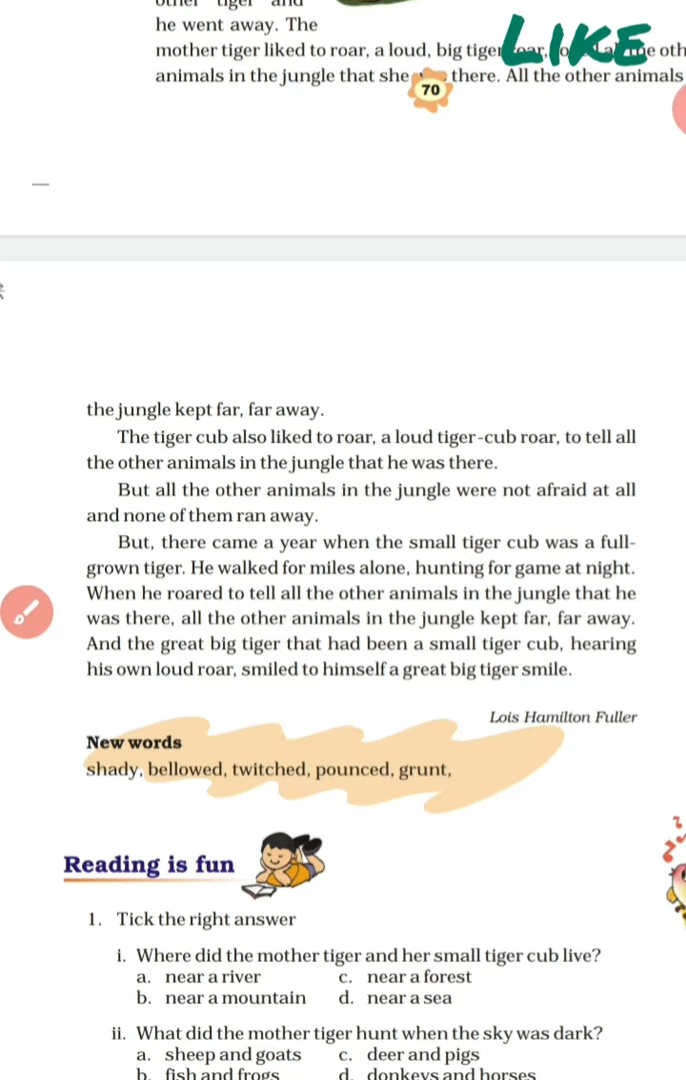 he went away. The
LIKE
mother tiger liked to roar, a loud, big tiger roar, oth
animals in the jungle that she there. All the other animals
70
the jungle kept far, far away.
The tiger cub also liked to roar, a loud tiger-cub roar, to tell all
the other animals in the jungle that he was there.
But all the other animals in the jungle were not afraid at all
and none of them ran away.
But, there came a year when the small tiger cub was a full-
grown tiger. He walked for miles alone, hunting for game at night.
When he roared to tell all the other animals in the jungle that he
was there, all the other animals in the jungle kept far, far away.
And the great big tiger that had been a small tiger cub, hearing
his own loud roar, smiled to himself a great big tiger smile.
Lois Hamilton Fuller
New words
shady, bellowed, twitched, pounced, grunt,
Reading is fun
1. Tick the right answer
i. Where did the mother tiger and her small tiger cub live?
a. near a river c. near a forest
b. near a mountain d. near a sea
ii. What did the mother tiger hunt when the sky was dark?
a. sheep and goats c. deer and pigs
b. fish and frogs d. donkeys and horses